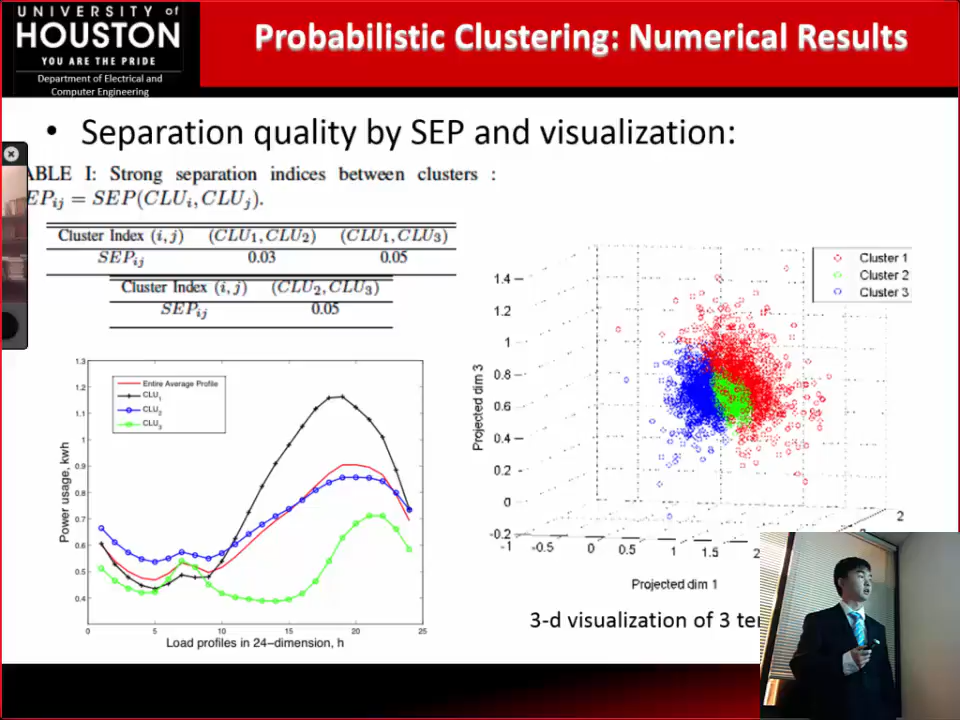 UNIVERSITY of
HOUSTON
YOU ARE THE PRIDE
Department of Electrical and
Computer Engineering
Probabilistic Clustering: Numerical Results
• Separation quality by SEP and visualization:
ABLE I: Strong separation indices between clusters :
EP_ij = SEP(CLU_i, CLU_j).
Cluster Index (i, j) (CLU_1, CLU_2) (CLU_1, CLU_3)
SEP_ij 0.03 0.05
Cluster Index (i, j) (CLU_2, CLU_3)
SEP_ij 0.05
1.3
1.2
1.1
1
0.9
0.8
0.7
0.6
0.5
0.4
Power usage, kwh
Entire Average Profile
CLU_1
CLU_2
CLU_3
0 5 10 15 20 25
Load profiles in 24-dimension, h
Cluster 1
Cluster 2
Cluster 3
1.4
1.2
1
0.8
0.6
0.4
0.2
0
-0.2
Projected dim 3
-1 -0.5 0 0.5 1 1.5 2
2
Projected dim 1
3-d visualization of 3